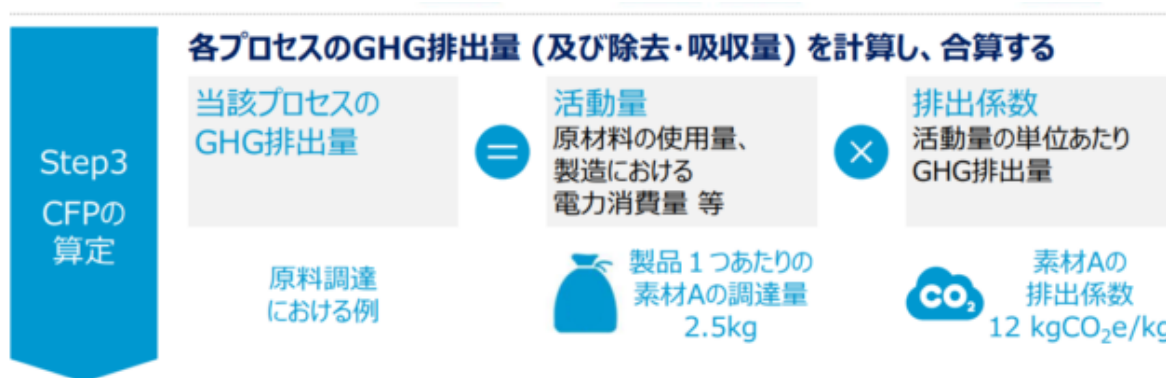 各プロセスのGHG排出量 (及び除去・吸収量) を計算し、合算する
Step3
CFPの
算定
当該プロセスの
GHG排出量
=
活動量
原材料の使用量、
製造における
電力消費量 等
×
排出係数
活動量の単位あたり
GHG排出量
原料調達
における例
製品１つあたりの
素材Aの調達量
2.5kg
CO₂
素材Aの
排出係数
12 kgCO₂e/kg